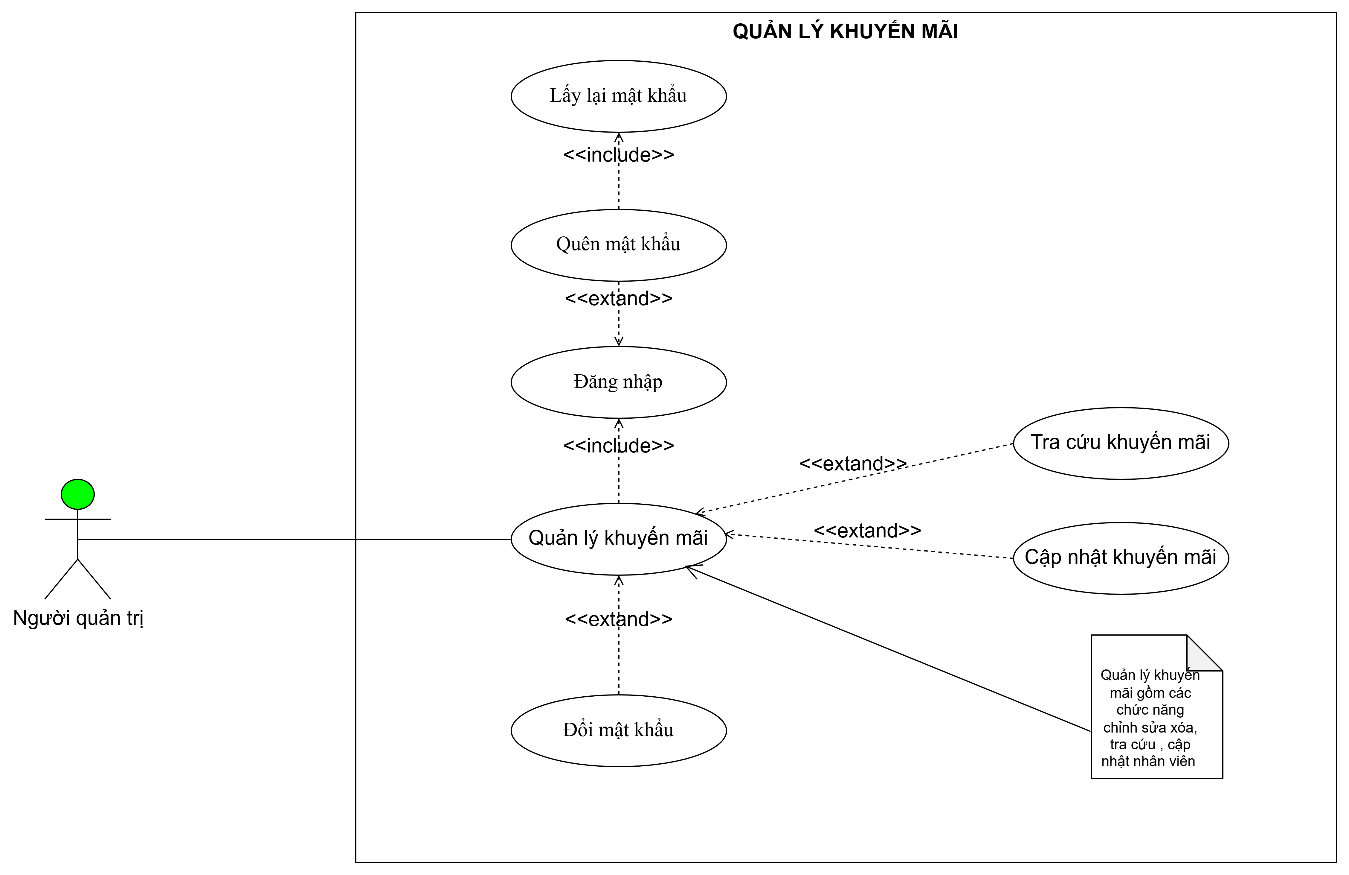 QUẢN LÝ KHUYẾN MÃI
Lấy lại mật khẩu
<<include>>
Quên mật khẩu
<<extand>>
Đăng nhập
<<include>>
Tra cứu khuyến mãi
<<extand>>
<<extand>>
Quản lý khuyến mãi
Cập nhật khuyến mãi
Người quản trị
<<extand>>
Đổi mật khẩu
Quản lý khuyến
mãi gồm các
chức năng
chỉnh sửa xóa,
tra cứu , cập
nhật nhân viên